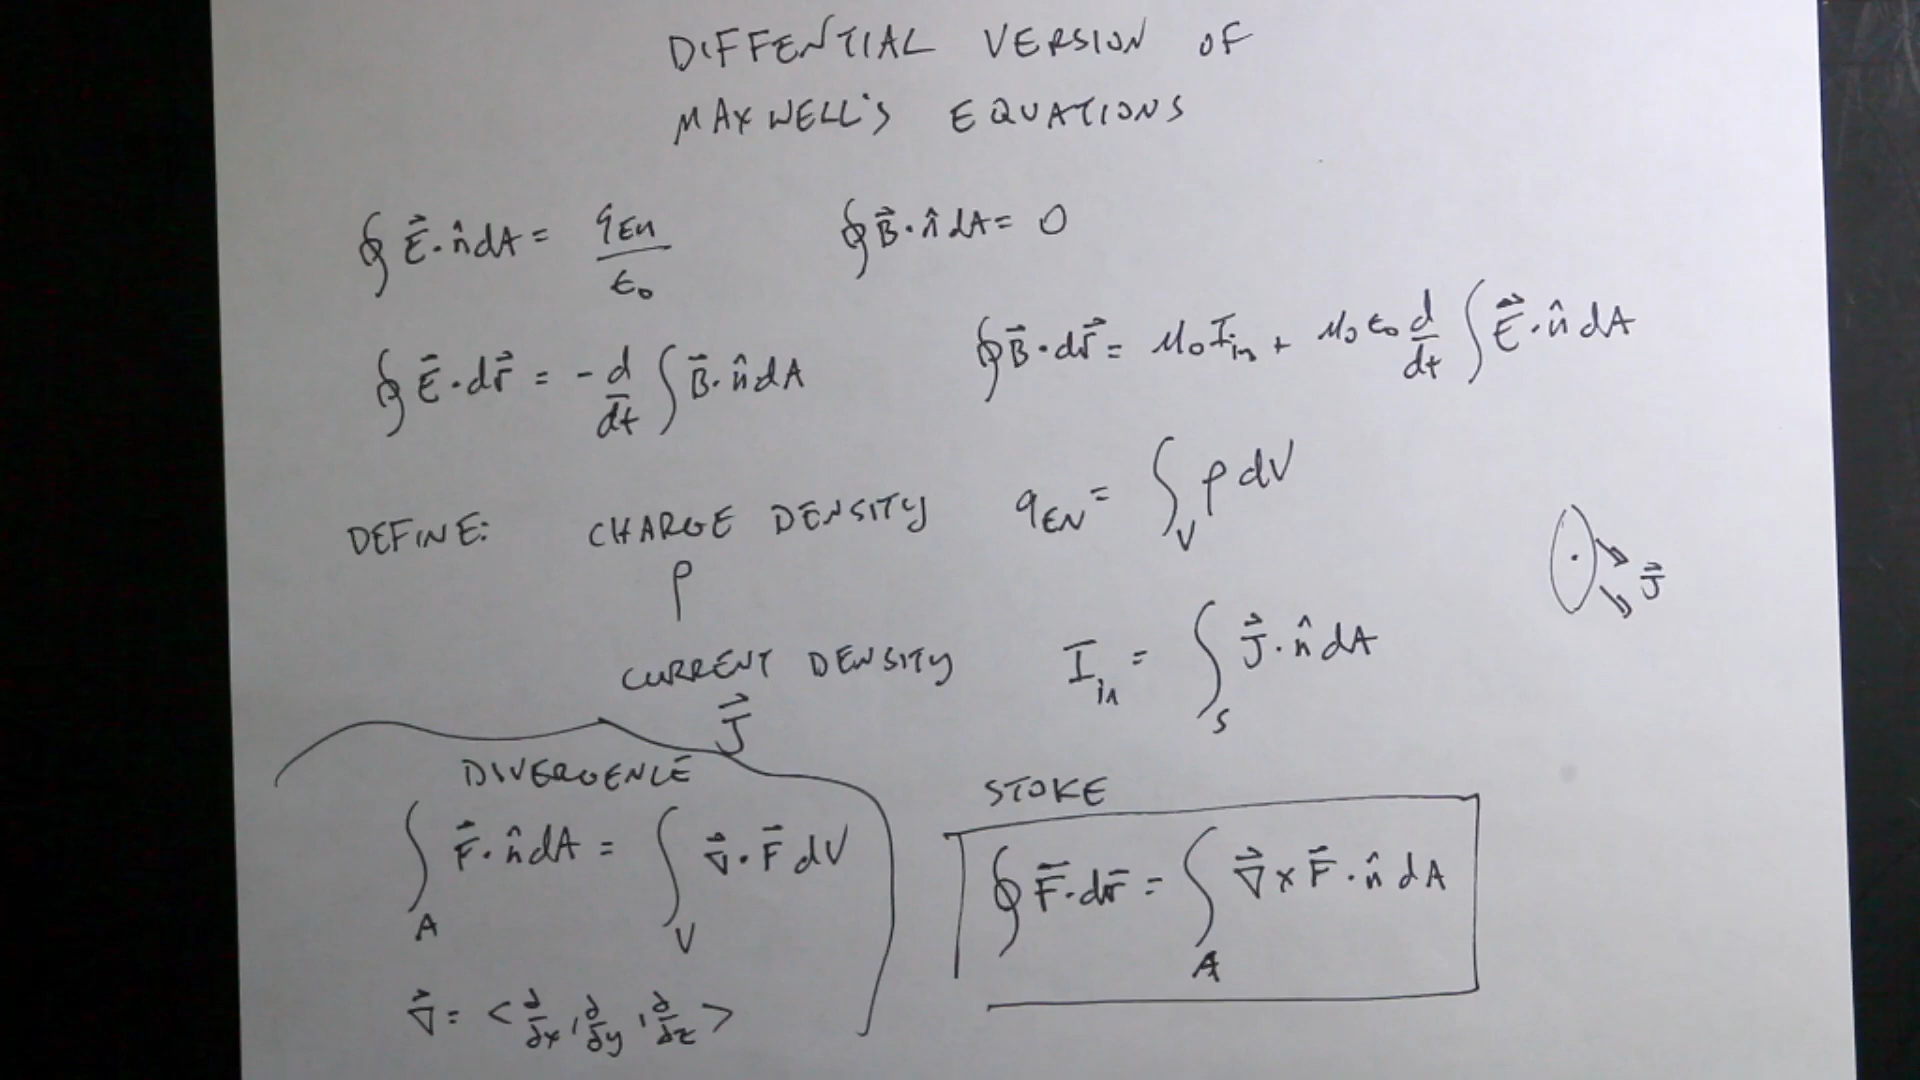 DIFFENTIAL VERSION OF
MAXWELL'S EQUATIONS
∮ E⃗·n̂ dA = q_En / ε₀
∮ B⃗·n̂ dA = 0
∮ E⃗·dr⃗ = -d/dt ∫ B⃗·n̂ dA
∮ B⃗·dr⃗ = μ₀ I_in + μ₀ ε₀ d/dt ∫ E⃗·n̂ dA
DEFINE: CHARGE DENSITY q_EN = ∫_V ρ dV
ρ
J⃗
CURRENT DENSITY I_in = ∫_S J⃗·n̂ dA
J⃗
DIVERGENCE
∫_A F⃗·n̂ dA = ∫_V ∇⃗·F⃗ dV
∇⃗ = <∂/∂x, ∂/∂y, ∂/∂z>
STOKE
∮ F⃗·dr⃗ = ∫_A ∇⃗×F⃗·n̂ dA